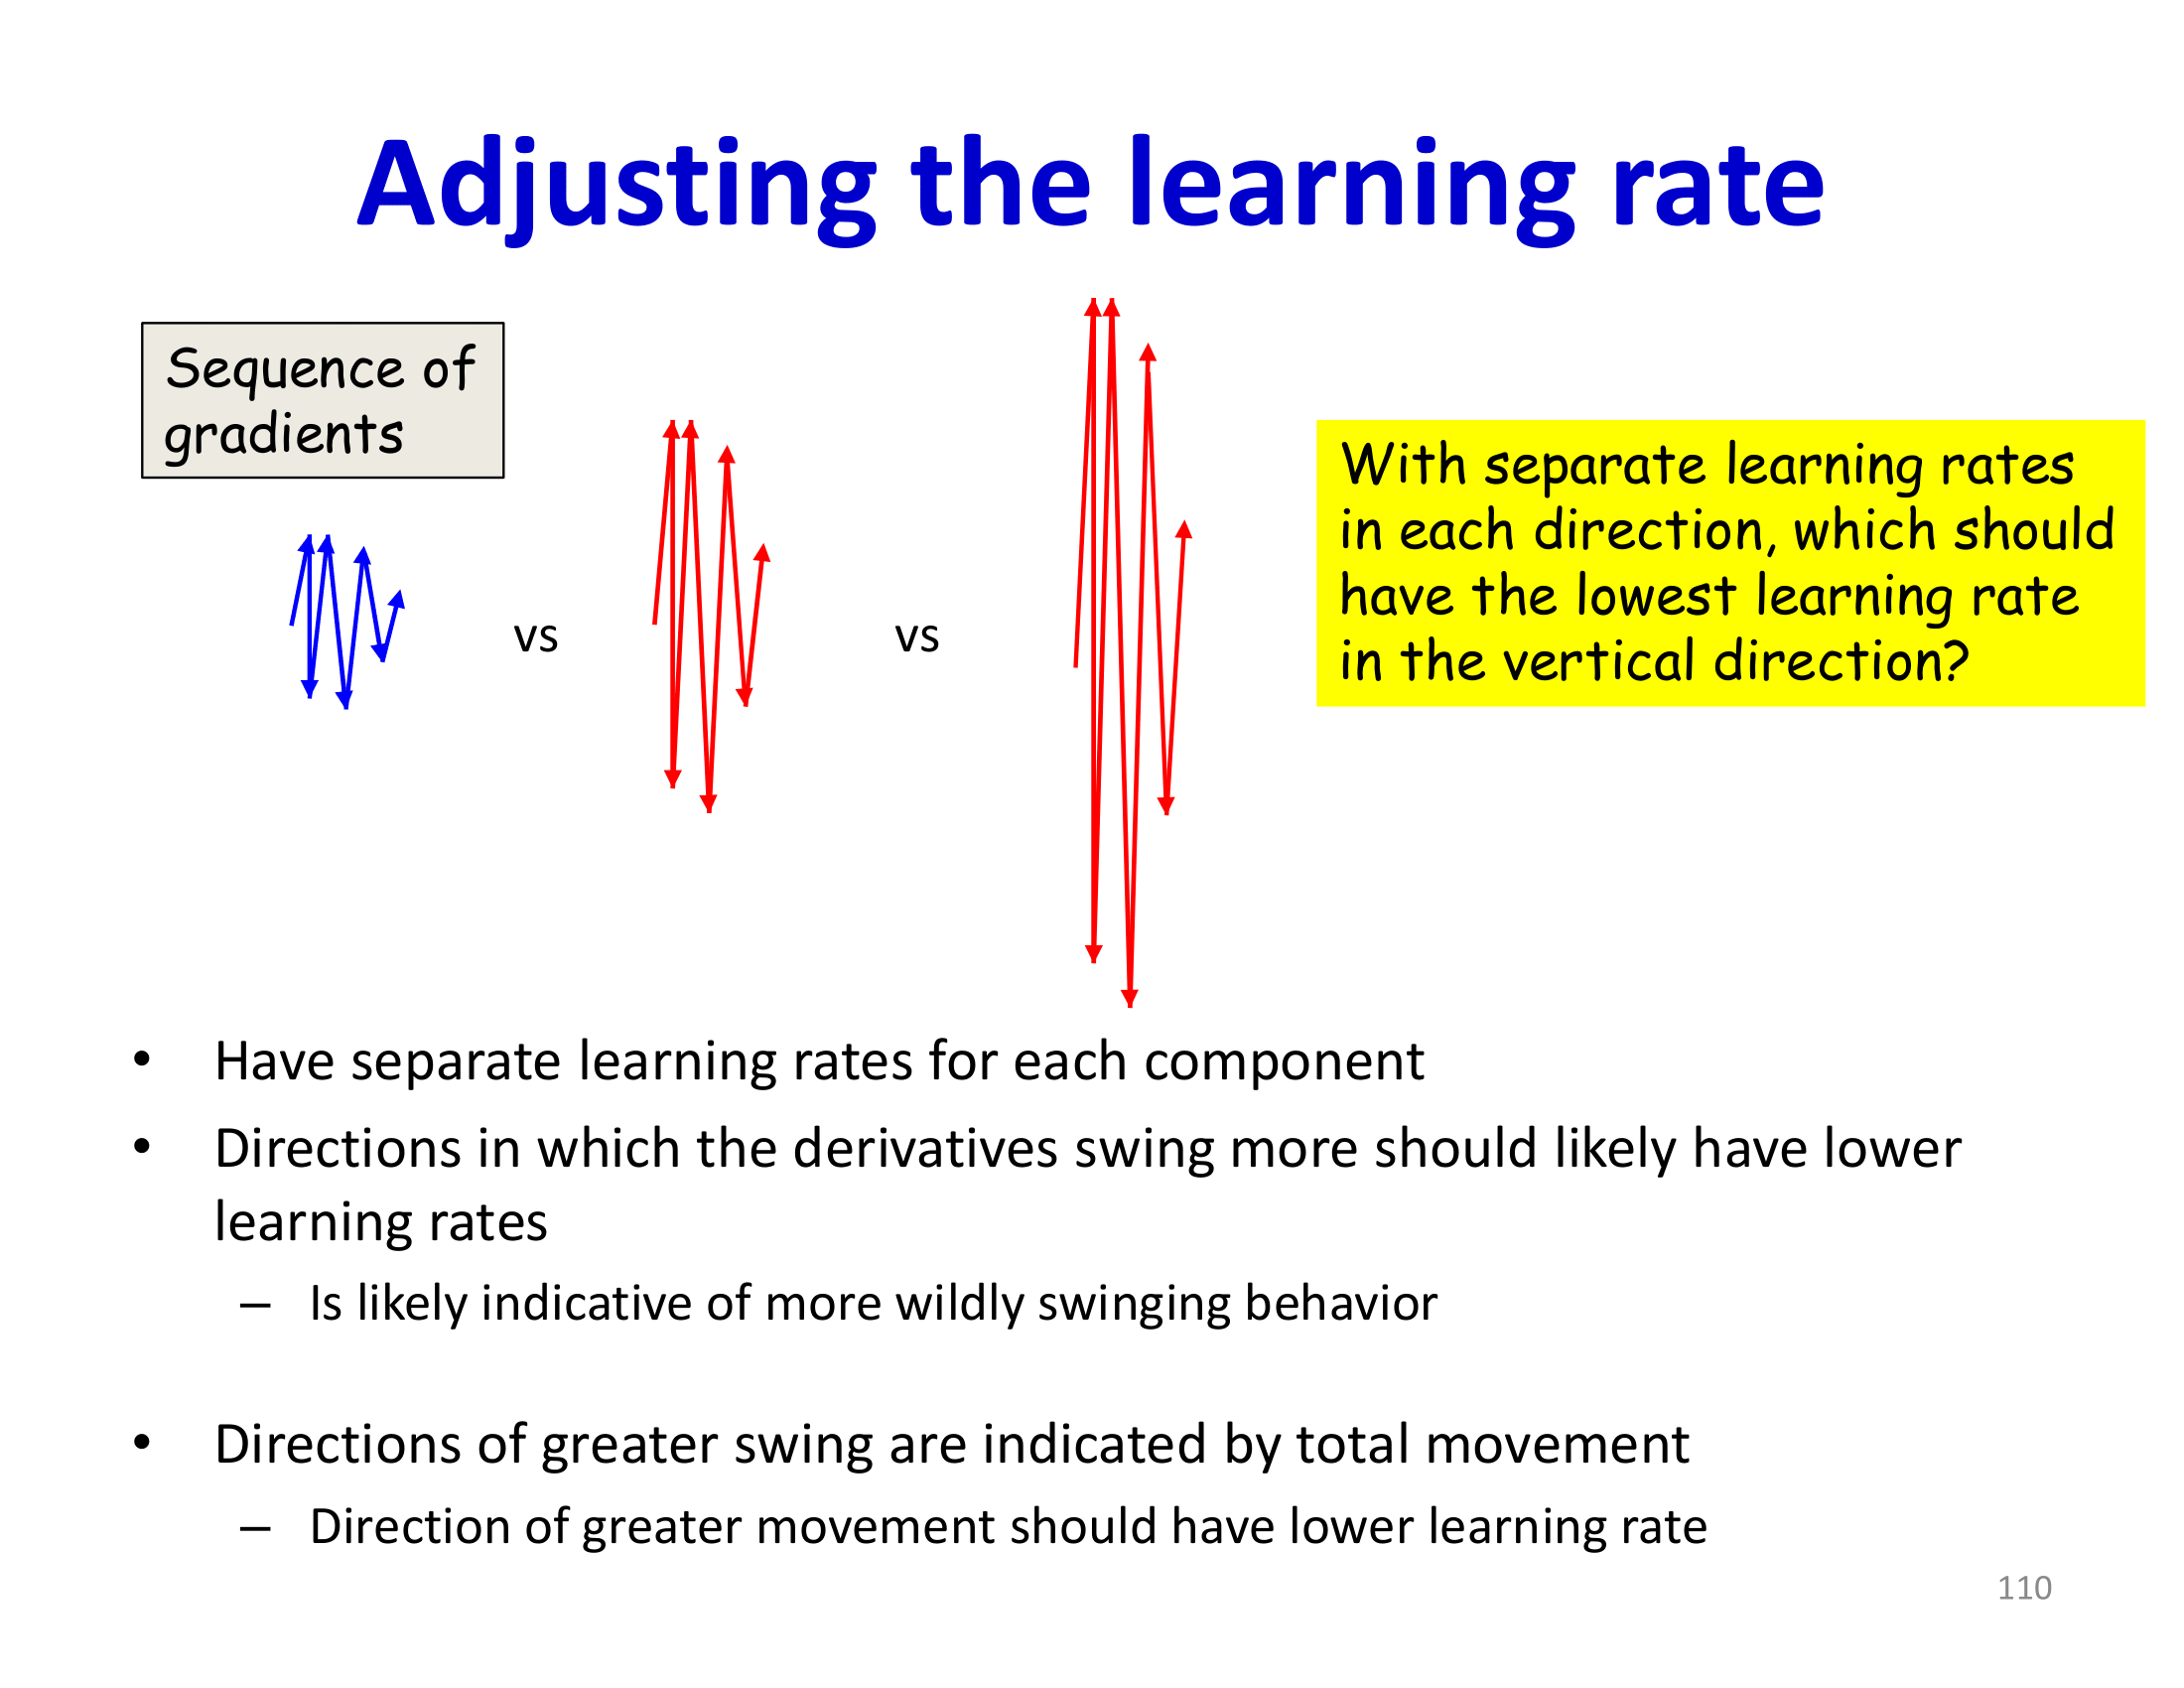 Adjusting the learning rate
Sequence of
gradients
vs
vs
With separate learning rates
in each direction, which should
have the lowest learning rate
in the vertical direction?
• Have separate learning rates for each component
• Directions in which the derivatives swing more should likely have lower
learning rates
– Is likely indicative of more wildly swinging behavior
• Directions of greater swing are indicated by total movement
– Direction of greater movement should have lower learning rate
110